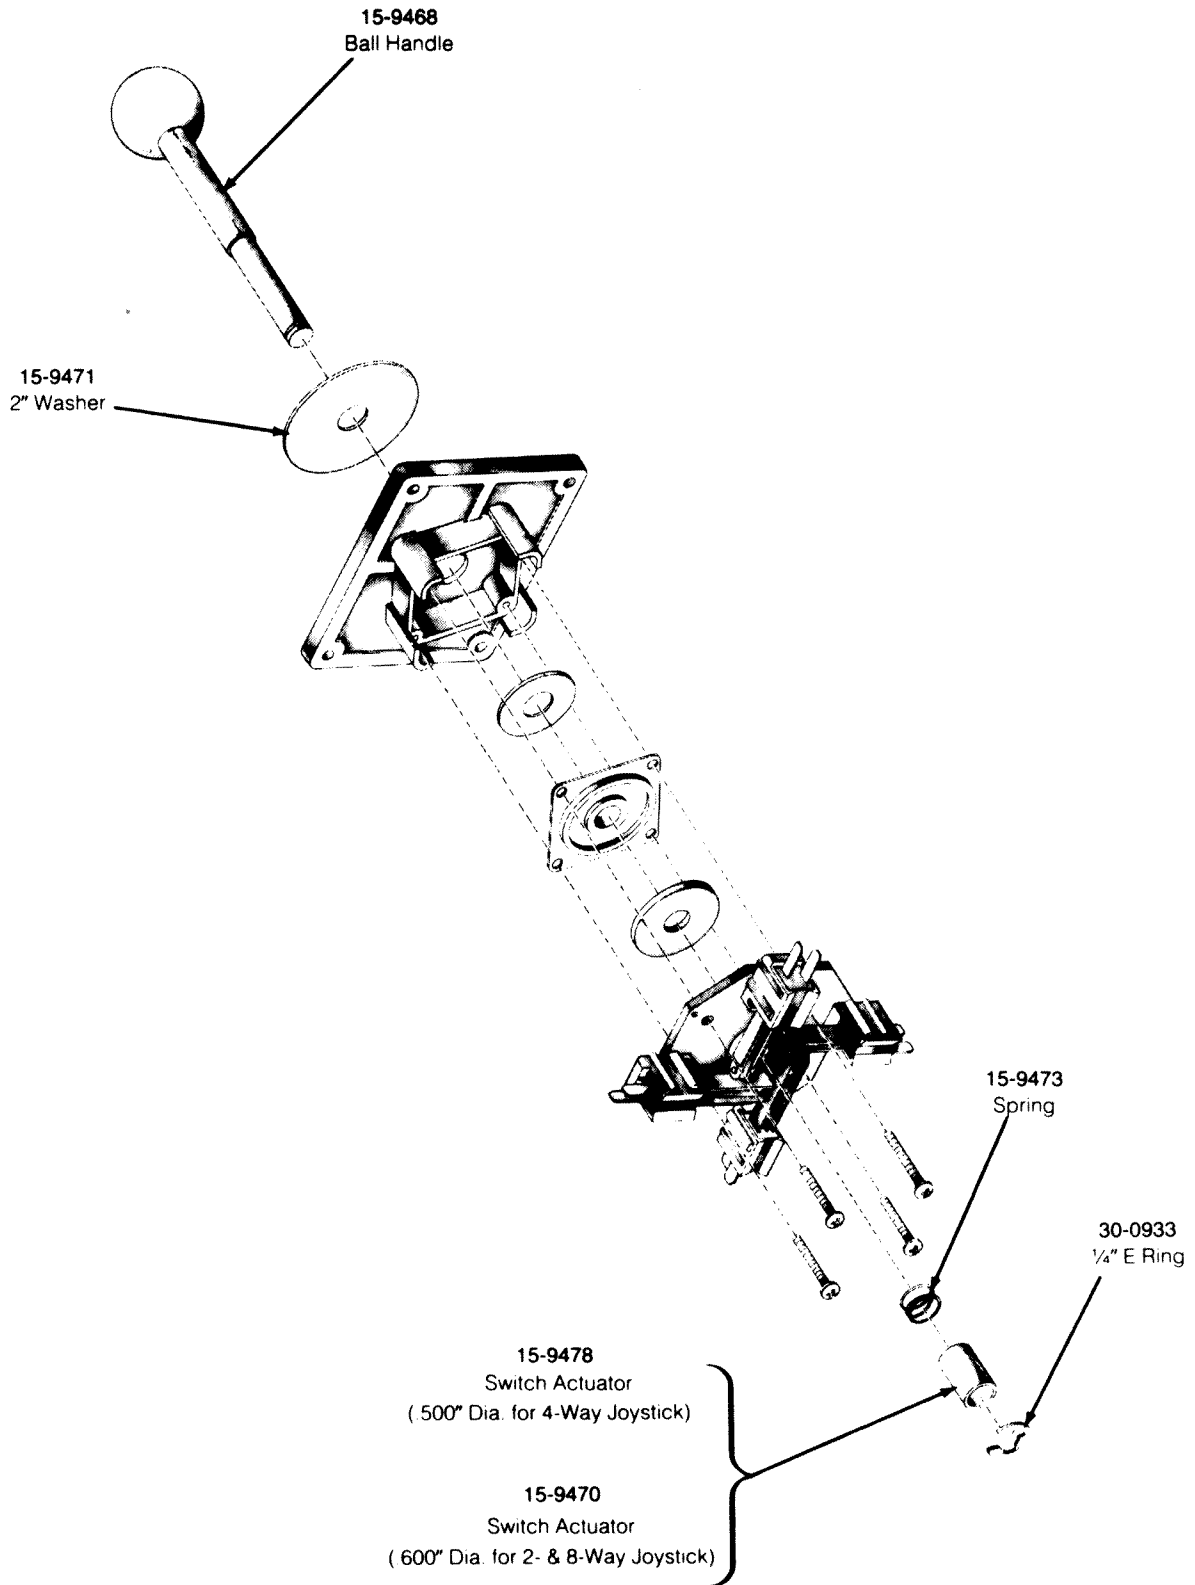 15-9468
Ball Handle
15-9471
2" Washer
15-9473
Spring
30-0933
¼" E Ring
15-9478
Switch Actuator
(.500" Dia. for 4-Way Joystick)
15-9470
Switch Actuator
(.600" Dia. for 2- & 8-Way Joystick)